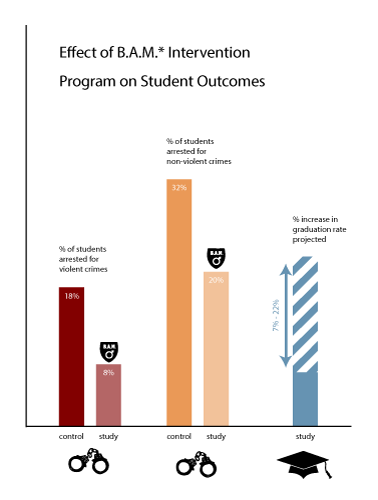 Effect of B.A.M.* Intervention
Program on Student Outcomes
% of students
arrested for
non-violent crimes
32%
% of students
arrested for
violent crimes
18%
B.A.M.
8%
B.A.M.
20%
% increase in
graduation rate
projected
7% - 22%
control
study
control
study
study